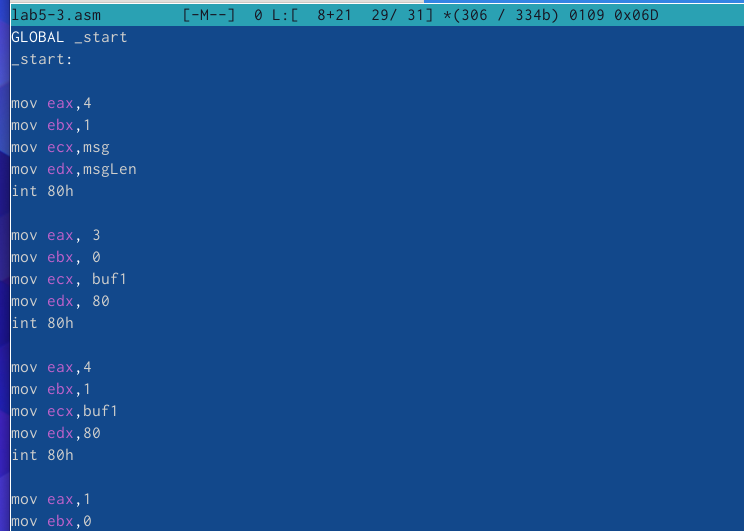 lab5-3.asm [-M--] 0 L:[ 8+21 29/ 31] *(306 / 334b) 0109 0x06D
GLOBAL _start
_start:
mov eax,4
mov ebx,1
mov ecx,msg
mov edx,msgLen
int 80h
mov eax, 3
mov ebx, 0
mov ecx, buf1
mov edx, 80
int 80h
mov eax,4
mov ebx,1
mov ecx,buf1
mov edx,80
int 80h
mov eax,1
mov ebx,0